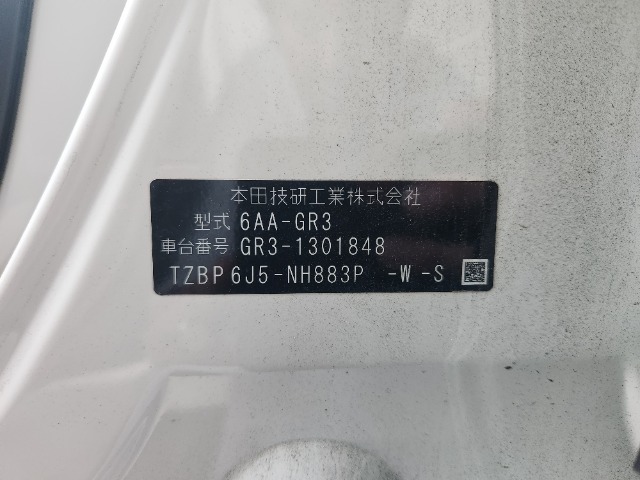 本田技研工業株式会社
型式 6AA-GR3
車台番号 GR3-1301848
TZBP6J5-NH883P -W -S